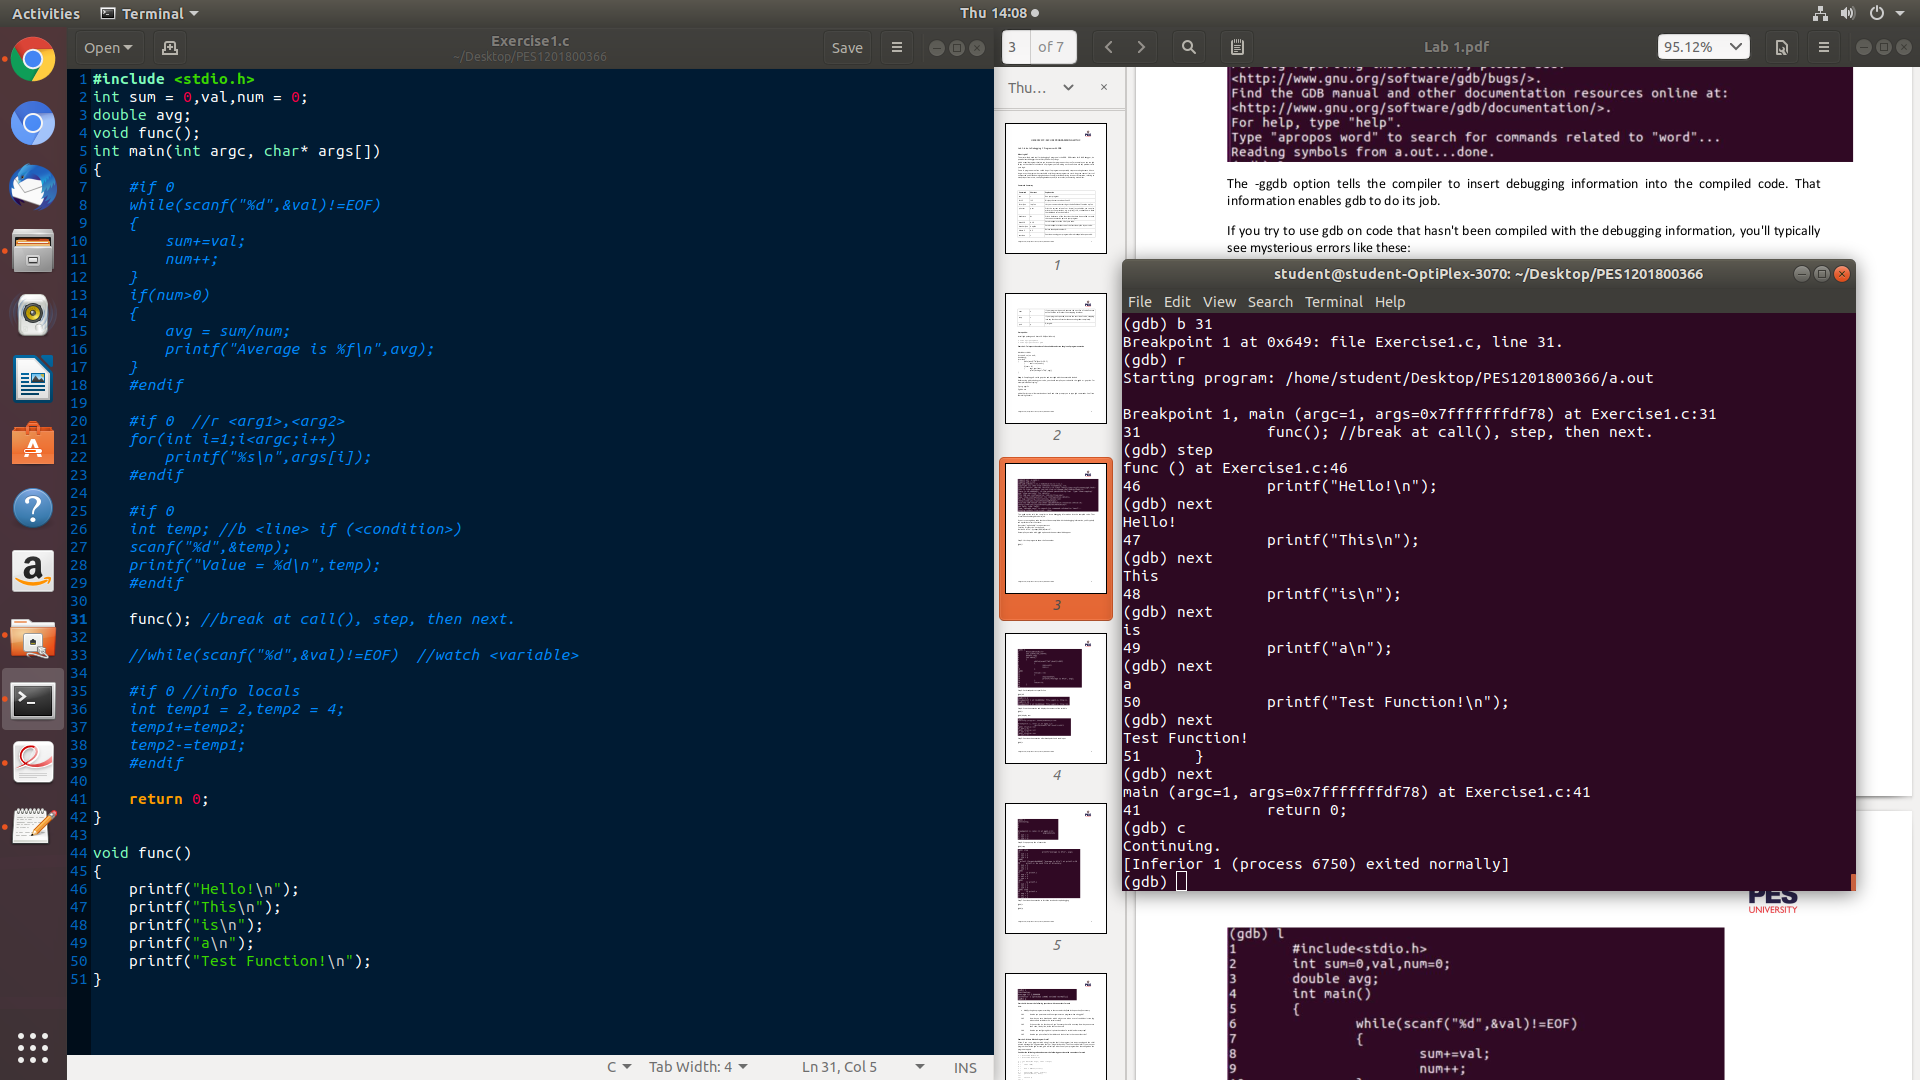 Activities
Terminal
Thu 14:08
Open
Exercise1.c
~/Desktop/PES1201800366
Save
1 #include <stdio.h>
2 int sum = 0,val,num = 0;
3 double avg;
4 void func();
5 int main(int argc, char* args[])
6 {
7 #if 0
8 while(scanf("%d",&val)!=EOF)
9 {
10 sum+=val;
11 num++;
12 }
13 if(num>0)
14 {
15 avg = sum/num;
16 printf("Average is %f\n",avg);
17 }
18 #endif
19
20 #if 0 //r <arg1>,<arg2>
21 for(int i=1;i<argc;i++)
22 printf("%s\n",args[i]);
23 #endif
24
25 #if 0
26 int temp; //b <line> if (<condition>)
27 scanf("%d",&temp);
28 printf("Value = %d\n",temp);
29 #endif
30
31 func(); //break at call(), step, then next.
32
33 //while(scanf("%d",&val)!=EOF) //watch <variable>
34
35 #if 0 //info locals
36 int temp1 = 2,temp2 = 4;
37 temp1+=temp2;
38 temp2-=temp1;
39 #endif
40
41 return 0;
42 }
43
44 void func()
45 {
46 printf("Hello!\n");
47 printf("This\n");
48 printf("is\n");
49 printf("a\n");
50 printf("Test Function!\n");
51 }
C
Tab Width: 4
Ln 31, Col 5
INS
3 of 7
Lab 1.pdf
95.12%
Thu...
1
2
3
4
5
<http://www.gnu.org/software/gdb/bugs/>.
Find the GDB manual and other documentation resources online at:
<http://www.gnu.org/software/gdb/documentation/>.
For help, type "help".
Type "apropos word" to search for commands related to "word"...
Reading symbols from a.out...done.
The -ggdb option tells the compiler to insert debugging information into the compiled code. That
information enables gdb to do its job.
If you try to use gdb on code that hasn't been compiled with the debugging information, you'll typically
see mysterious errors like these:
student@student-OptiPlex-3070: ~/Desktop/PES1201800366
File Edit View Search Terminal Help
(gdb) b 31
Breakpoint 1 at 0x649: file Exercise1.c, line 31.
(gdb) r
Starting program: /home/student/Desktop/PES1201800366/a.out
Breakpoint 1, main (argc=1, args=0x7fffffffdf78) at Exercise1.c:31
31 func(); //break at call(), step, then next.
(gdb) step
func () at Exercise1.c:46
46 printf("Hello!\n");
(gdb) next
Hello!
47 printf("This\n");
(gdb) next
This
48 printf("is\n");
(gdb) next
is
49 printf("a\n");
(gdb) next
a
50 printf("Test Function!\n");
(gdb) next
Test Function!
51 }
(gdb) next
main (argc=1, args=0x7fffffffdf78) at Exercise1.c:41
41 return 0;
(gdb) c
Continuing.
[Inferior 1 (process 6750) exited normally]
(gdb)
PES
UNIVERSITY
(gdb) l
1 #include<stdio.h>
2 int sum=0,val,num=0;
3 double avg;
4 int main()
5 {
6 while(scanf("%d",&val)!=EOF)
7 {
8 sum+=val;
9 num++;